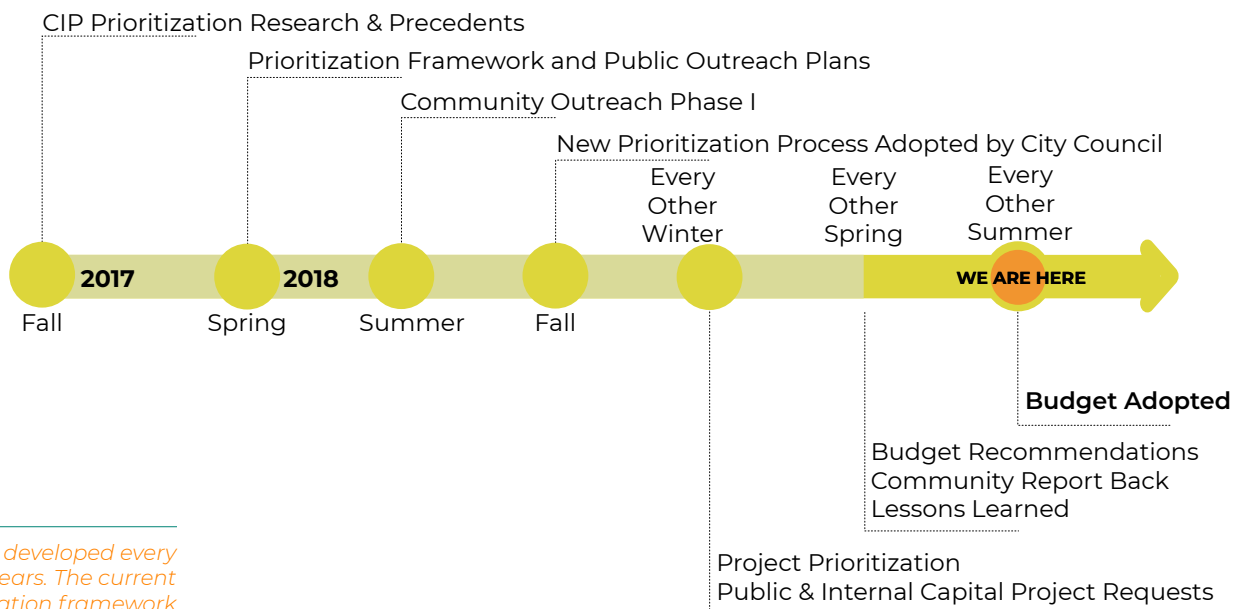 CIP Prioritization Research & Precedents
Prioritization Framework and Public Outreach Plans
Community Outreach Phase I
New Prioritization Process Adopted by City Council
Every
Other
Winter
Every
Other
Spring
Every
Other
Summer
2017
2018
WE ARE HERE
Fall
Spring
Summer
Fall
Budget Adopted
Budget Recommendations
Community Report Back
Lessons Learned
Project Prioritization
Public & Internal Capital Project Requests
developed every
ears. The current
ation framework